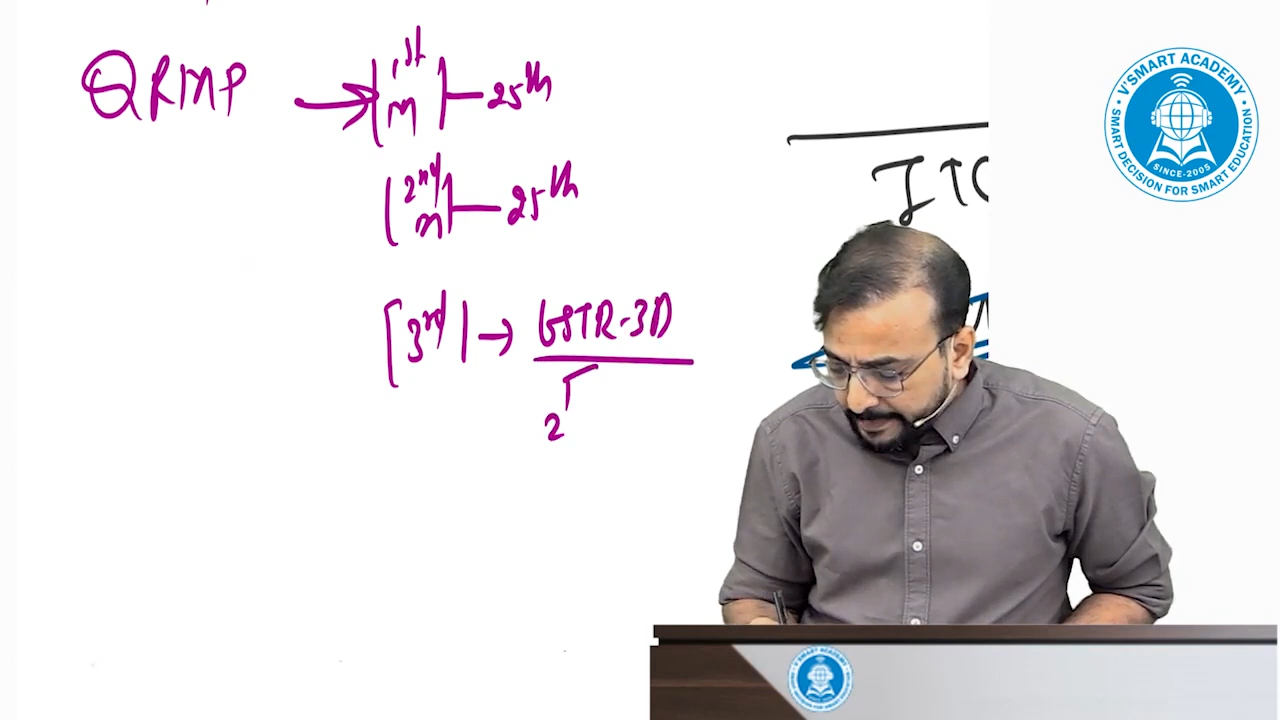 QRMP → 1st m — 25th
2nd m — 25th
3rd → GSTR-3B
2
ITC
V'SMART ACADEMY
SMART DECISION FOR SMART EDUCATION
SINCE-2005